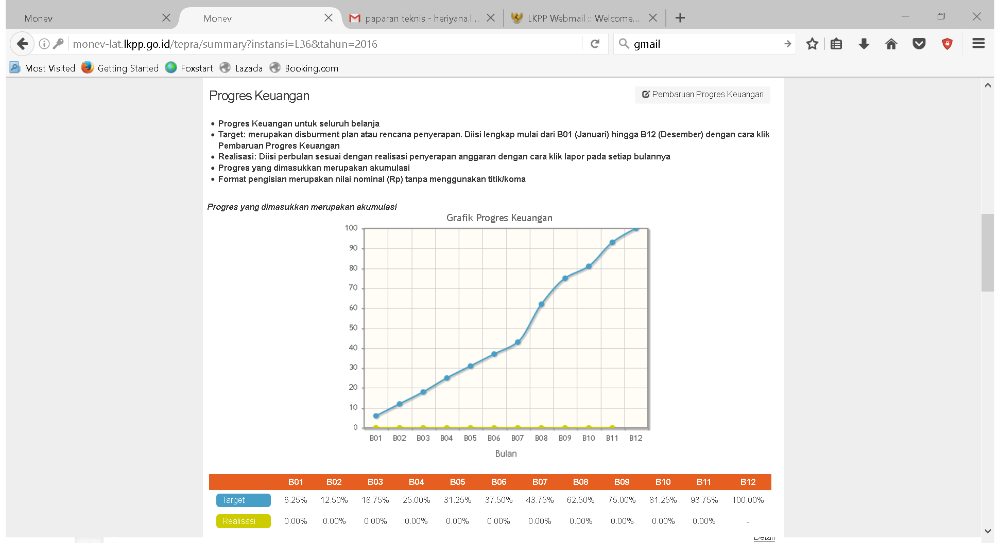 Monev
Monev
paparan teknis - heriyana.l...
LKPP Webmail :: Welcome...
monev-lat.lkpp.go.id/tepra/summary?instansi=L36&tahun=2016
gmail
Most Visited Getting Started Foxstart Lazada Booking.com
Progres Keuangan
Pembaruan Progres Keuangan
• Progres Keuangan untuk seluruh belanja
• Target: merupakan disburment plan atau rencana penyerapan. Diisi lengkap mulai dari B01 (Januari) hingga B12 (Desember) dengan cara klik
Pembaruan Progres Keuangan
• Realisasi: Diisi perbulan sesuai dengan realisasi penyerapan anggaran dengan cara klik lapor pada setiap bulannya
• Progres yang dimasukkan merupakan akumulasi
• Format pengisian merupakan nilai nominal (Rp) tanpa menggunakan titik/koma
Progres yang dimasukkan merupakan akumulasi
Grafik Progres Keuangan
100
90
80
70
60
50
40
30
20
10
0
B01 B02 B03 B04 B05 B06 B07 B08 B09 B10 B11 B12
Bulan
B01 B02 B03 B04 B05 B06 B07 B08 B09 B10 B11 B12
Target 6.25% 12.50% 18.75% 25.00% 31.25% 37.50% 43.75% 62.50% 75.00% 81.25% 93.75% 100.00%
Realisasi 0.00% 0.00% 0.00% 0.00% 0.00% 0.00% 0.00% 0.00% 0.00% 0.00% 0.00% -
Detail